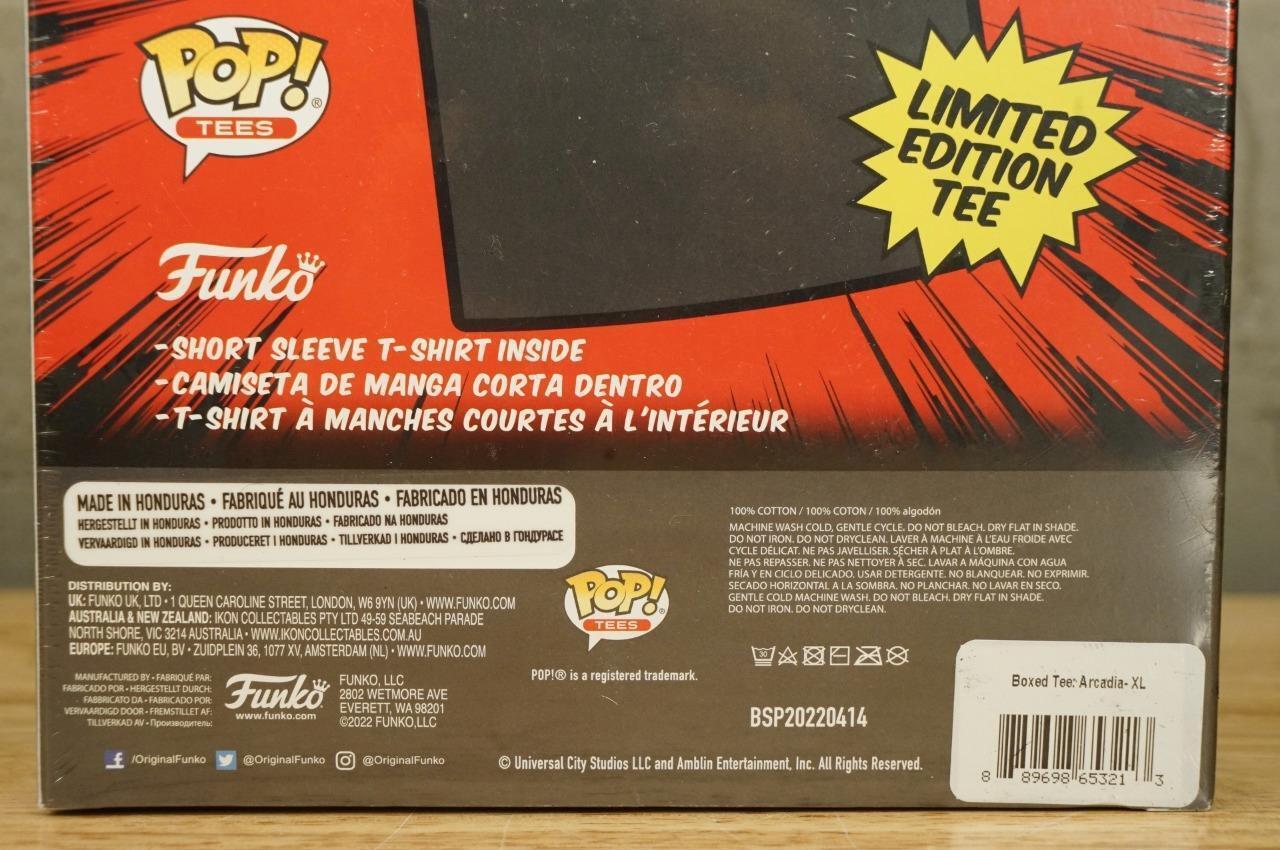 POP!®
TEES
LIMITED
EDITION
TEE
Funko
-SHORT SLEEVE T-SHIRT INSIDE
-CAMISETA DE MANGA CORTA DENTRO
-T-SHIRT À MANCHES COURTES À L'INTÉRIEUR
MADE IN HONDURAS • FABRIQUÉ AU HONDURAS • FABRICADO EN HONDURAS
HERGESTELLT IN HONDURAS • PRODOTTO IN HONDURAS • FABRICADO NA HONDURAS
VERVAARDIGD IN HONDURAS • PRODUCERET I HONDURAS • TILLVERKAD I HONDURAS • СДЕЛАНО В ГОНДУРАСЕ
DISTRIBUTION BY:
UK: FUNKO UK, LTD • 1 QUEEN CAROLINE STREET, LONDON, W6 9YN (UK) • WWW.FUNKO.COM
AUSTRALIA & NEW ZEALAND: IKON COLLECTABLES PTY LTD 49-59 SEABEACH PARADE
NORTH SHORE, VIC 3214 AUSTRALIA • WWW.IKONCOLLECTABLES.COM.AU
EUROPE: FUNKO EU, BV • ZUIDPLEIN 36, 1077 XV, AMSTERDAM (NL) • WWW.FUNKO.COM
MANUFACTURED BY • FABRIQUÉ PAR:
FABRICADO POR • HERGESTELLT DURCH:
FABBRICATO DA • FABRICADO POR:
VERVAARDIGD DOOR • FREMSTILLET AF:
TILLVERKAD AV • Производитель:
Funko
www.funko.com
FUNKO, LLC
2802 WETMORE AVE
EVERETT, WA 98201
©2022 FUNKO,LLC
/OriginalFunko @OriginalFunko @OriginalFunko
POP!®
TEES
POP!® is a registered trademark.
100% COTTON / 100% COTON / 100% algodón
MACHINE WASH COLD, GENTLE CYCLE. DO NOT BLEACH. DRY FLAT IN SHADE.
DO NOT IRON. DO NOT DRYCLEAN. LAVER À MACHINE À L'EAU FROIDE AVEC
CYCLE DÉLICAT. NE PAS JAVELLISER. SÉCHER À PLAT À L'OMBRE.
NE PAS REPASSER. NE PAS NETTOYER À SEC. LAVAR A MÁQUINA CON AGUA
FRÍA Y EN CICLO DELICADO. USAR DETERGENTE. NO BLANQUEAR. NO EXPRIMIR.
SECADO HORIZONTAL A LA SOMBRA. NO PLANCHAR. NO LAVAR EN SECO.
GENTLE COLD MACHINE WASH. DO NOT BLEACH. DRY FLAT IN SHADE.
DO NOT IRON. DO NOT DRYCLEAN.
30
BSP20220414
© Universal City Studios LLC and Amblin Entertainment, Inc. All Rights Reserved.
Boxed Tee: Arcadia- XL
8 89698 65321 3